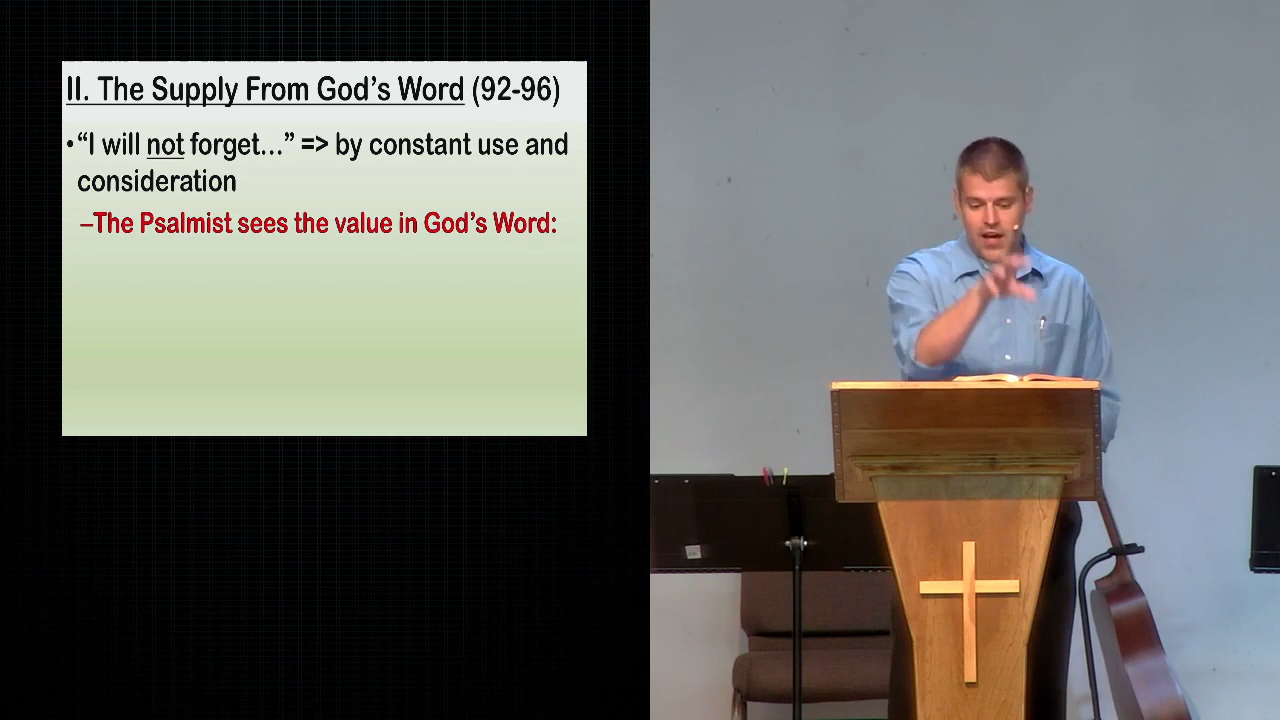 II. The Supply From God’s Word (92-96)
•“I will not forget…” => by constant use and
consideration
–The Psalmist sees the value in God’s Word: